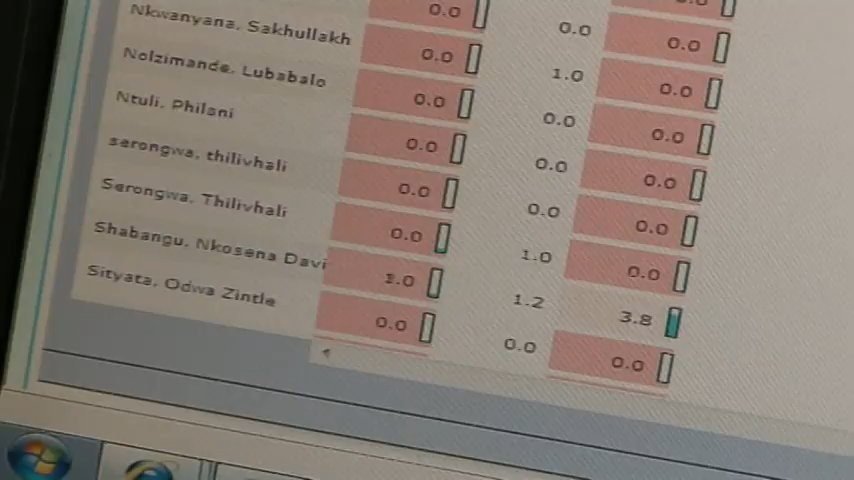 0.0 0.0 0.0
Nkwanyana, Sakhullakh 0.0 1.0 0.0
Nolzimande, Lubabalo 0.0 0.0 0.0
Ntuli, Philani 0.0 0.0 0.0
serongwa, thilivhali 0.0 0.0 0.0
Serongwa, Thilivhali 0.0 1.0 0.0
Shabangu, Nkosena Davi 1.2 3.8
Sityata, Odwa Zintle 0.0 0.0 0.0